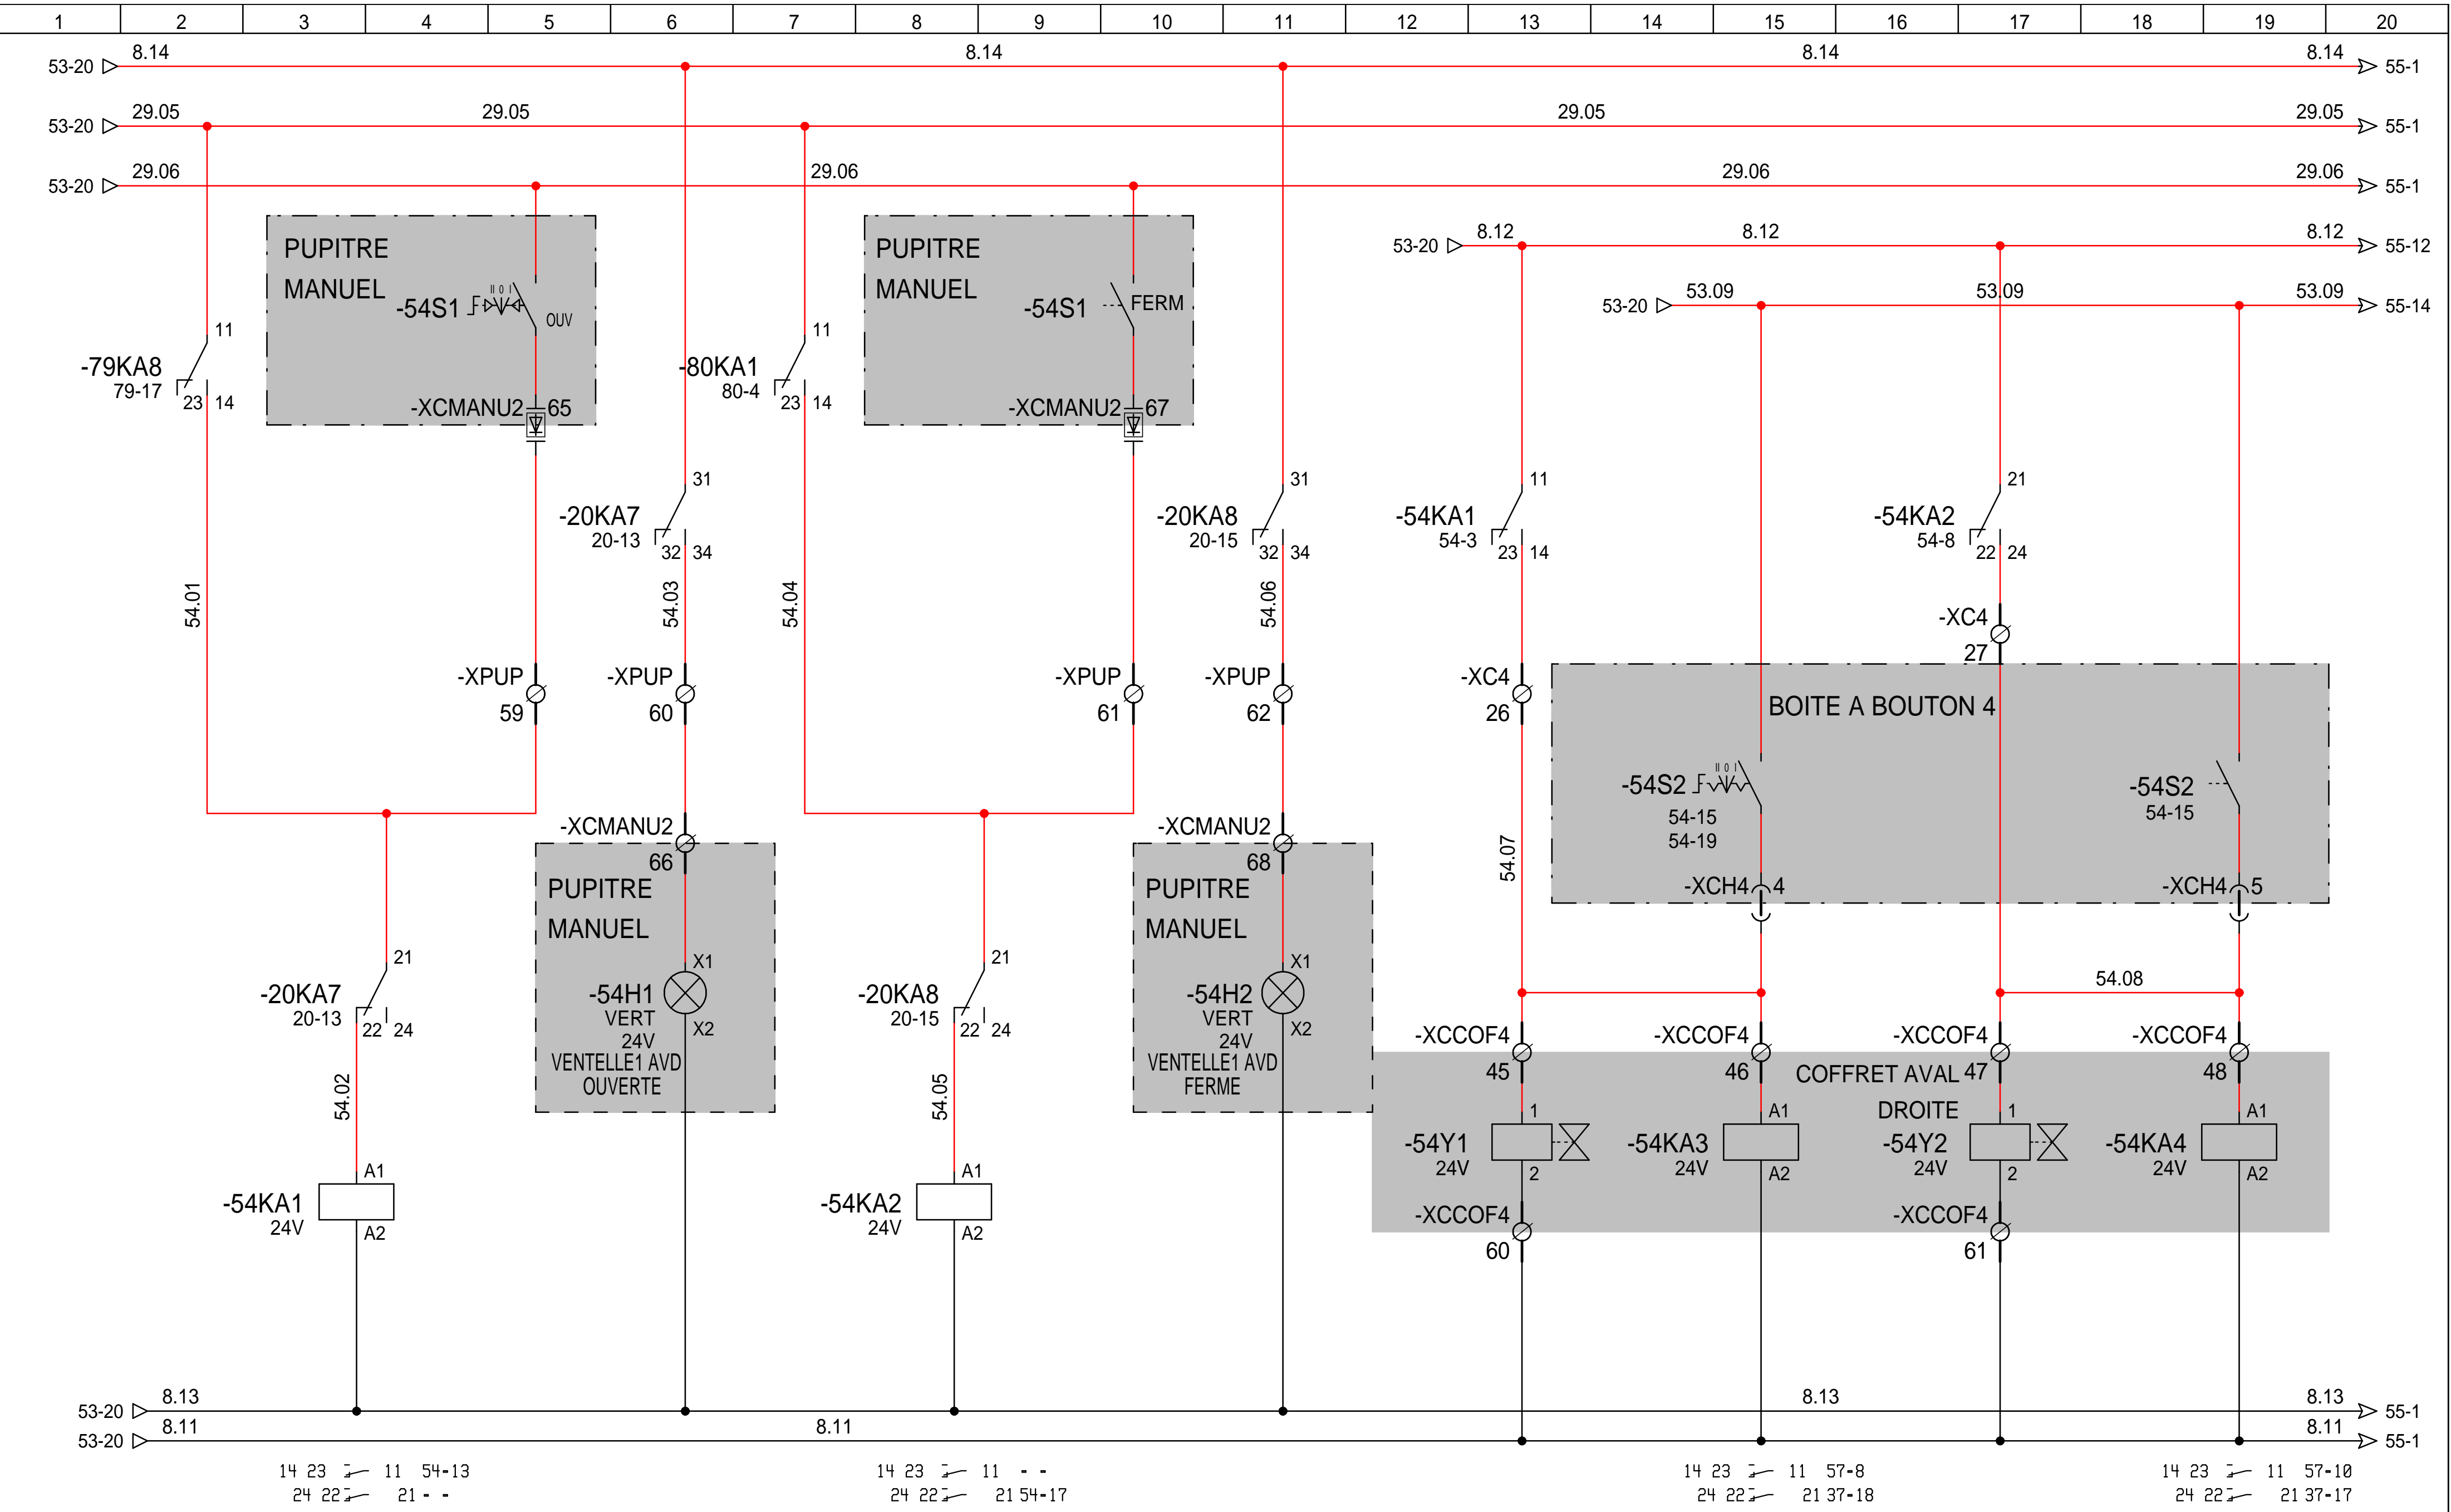 1 2 3 4 5 6 7 8 9 10 11 12 13 14 15 16 17 18 19 20
53-20 8.14 8.14 8.14 8.14 55-1
53-20 29.05 29.05 29.05 29.05 55-1
53-20 29.06 29.06 29.06 29.06 55-1
53-20 8.12 8.12 8.12 55-12
53-20 53.09 53.09 53.09 55-14
PUPITRE
MANUEL
-54S1 II 0 I OUV
-XCMANU2 65
PUPITRE
MANUEL
-54S1 FERM
-XCMANU2 67
11
-79KA8
79-17
23 14
11
-80KA1
80-4
23 14
31
-20KA7
20-13
32 34
31
-20KA8
20-15
32 34
11
-54KA1
54-3
23 14
21
-54KA2
54-8
22 24
54.01
54.03
54.04
54.06
-XC4
27
-XPUP
59
-XPUP
60
-XPUP
61
-XPUP
62
-XC4
26
BOITE A BOUTON 4
-54S2 II 0 I
54-15
54-19
-54S2
54-15
-XCH4 4
-XCH4 5
54.07
-XCMANU2
66
PUPITRE
MANUEL
X1
-54H1
VERT
24V
X2
VENTELLE1 AVD
OUVERTE
-XCMANU2
68
PUPITRE
MANUEL
X1
-54H2
VERT
24V
X2
VENTELLE1 AVD
FERME
21
-20KA7
20-13
22 24
54.02
21
-20KA8
20-15
22 24
54.05
54.08
-XCCOF4
45
-XCCOF4
46
-XCCOF4
47
-XCCOF4
48
COFFRET AVAL
DROITE
1
-54Y1
24V
2
A1
-54KA3
24V
A2
1
-54Y2
24V
2
A1
-54KA4
24V
A2
A1
-54KA1
24V
A2
A1
-54KA2
24V
A2
-XCCOF4
60
-XCCOF4
61
53-20 8.13 8.13 8.13 55-1
53-20 8.11 8.11 8.11 55-1
14 23 11 54-13
24 22 21 - -
14 23 11 - -
24 22 21 54-17
14 23 11 57-8
24 22 21 37-18
14 23 11 57-10
24 22 21 37-17